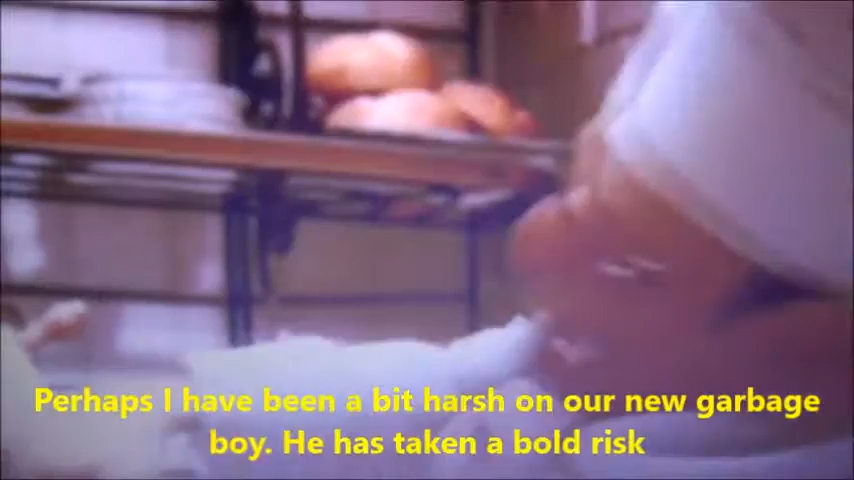 Perhaps I have been a bit harsh on our new garbage
boy. He has taken a bold risk